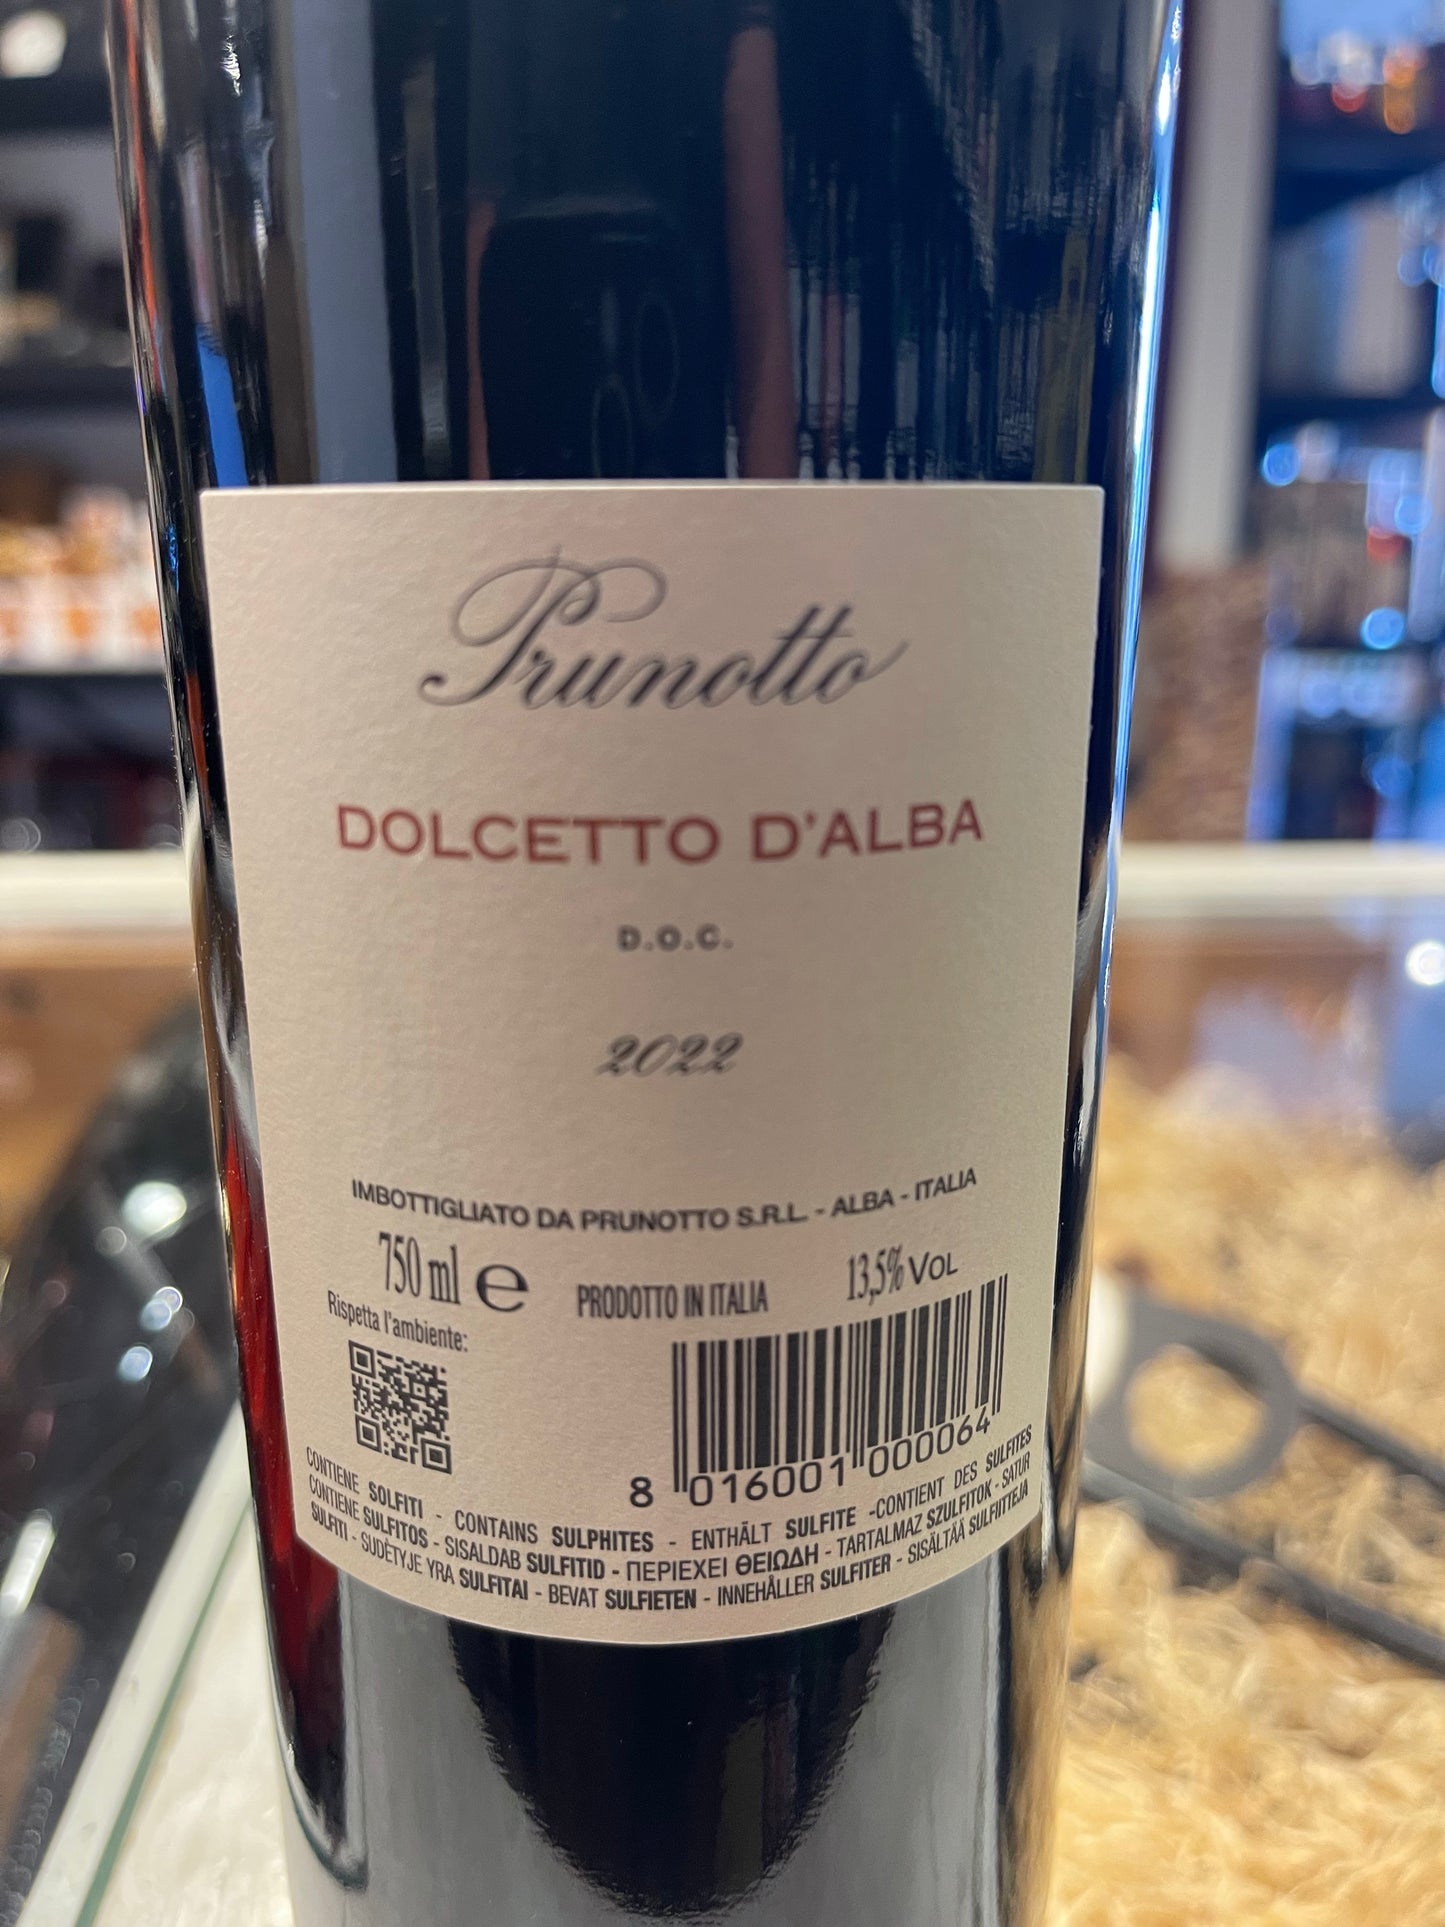 Prunotto
DOLCETTO D'ALBA
D.O.C.
2022
IMBOTTIGLIATO DA PRUNOTTO S.R.L. - ALBA - ITALIA
750 ml e PRODOTTO IN ITALIA 13,5% VOL
Rispetta l'ambiente:
8 016001 000064
CONTIENE SOLFITI - CONTAINS SULPHITES - ENTHÄLT SULFITE -CONTIENT DES SULFITES
CONTIENE SULFITOS - SISALDAB SULFITID - ΠΕΡΙΕΧΕΙ ΘΕΙΩΔΗ - TARTALMAZ SZULFITOK - SATUR
SULFITI - SUDĖTYJE YRA SULFITAI - BEVAT SULFIETEN - INNEHÅLLER SULFITER - SISÄLTÄÄ SULFIITTEJA